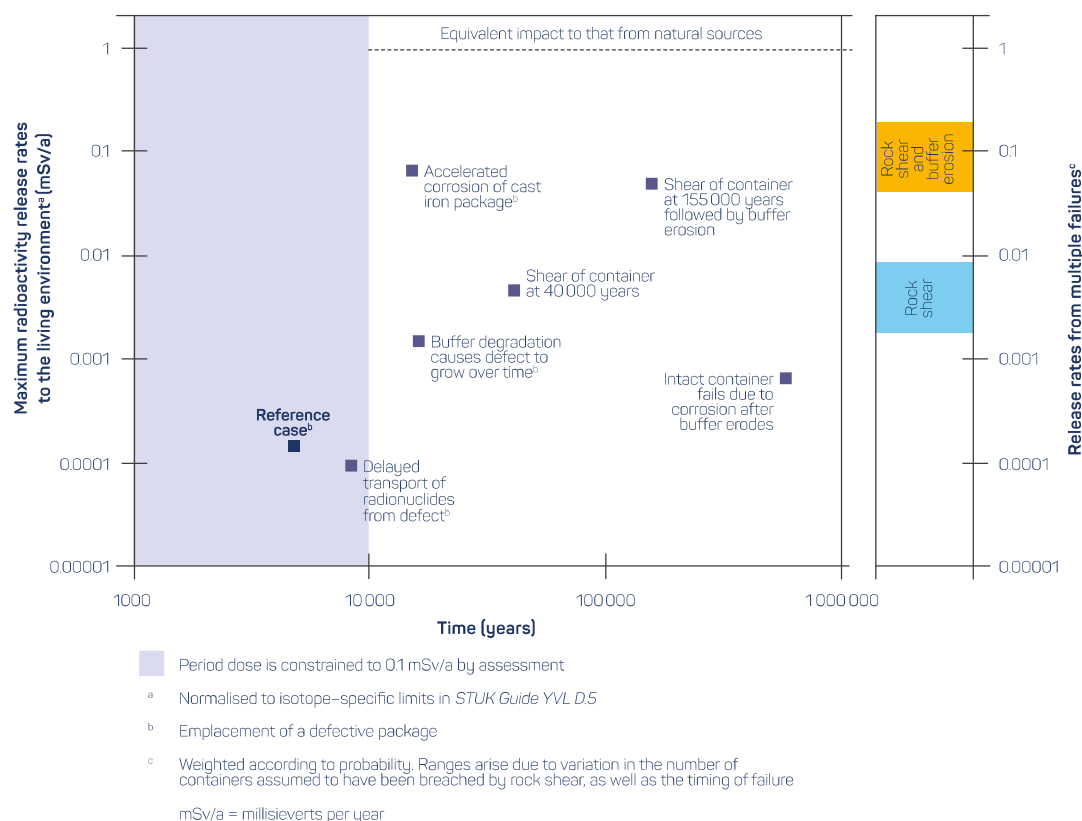 Equivalent impact to that from natural sources
Maximum radioactivity release rates
to the living environmentᵃ (mSv/a)
1
0.1
0.01
0.001
0.0001
0.00001
Accelerated
corrosion of cast
iron packageᵇ
Shear of container
at 155 000 years
followed by buffer
erosion
Shear of container
at 40 000 years
Buffer degradation
causes defect to
grow over timeᵇ
Intact container
fails due to
corrosion after
buffer erodes
Reference
caseᵇ
Delayed
transport of
radionuclides
from defectᵇ
1000
10 000
100 000
1 000 000
Time (years)
Rock
shear
and
buffer
erosion
Rock
shear
1
0.1
0.01
0.001
0.0001
0.00001
Release rates from multiple failuresᶜ
Period dose is constrained to 0.1 mSv/a by assessment
ᵃ Normalised to isotope–specific limits in STUK Guide YVL D.5
ᵇ Emplacement of a defective package
ᶜ Weighted according to probability. Ranges arise due to variation in the number of
containers assumed to have been breached by rock shear, as well as the timing of failure
mSv/a = millisieverts per year